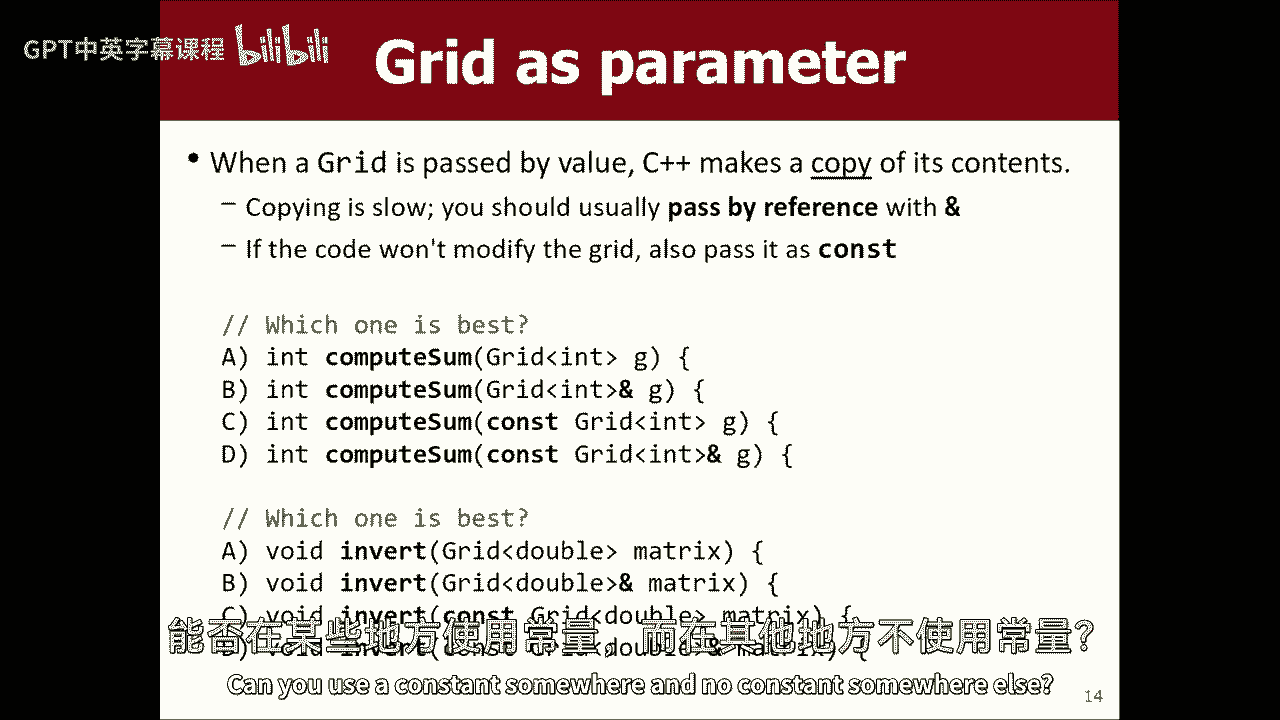 GPT中英字幕课程 bilibili
Grid as parameter
• When a Grid is passed by value, C++ makes a copy of its contents.
– Copying is slow; you should usually pass by reference with &
– If the code won't modify the grid, also pass it as const
// Which one is best?
A) int computeSum(Grid<int> g) {
B) int computeSum(Grid<int>& g) {
C) int computeSum(const Grid<int> g) {
D) int computeSum(const Grid<int>& g) {
// Which one is best?
A) void invert(Grid<double> matrix) {
B) void invert(Grid<double>& matrix) {
C) void invert(const Grid<double> matrix) {
D) void invert(const Grid<double>& matrix) {
能否在某些地方使用常量，而在其他地方不使用常量？
Can you use a constant somewhere and no constant somewhere else?
14